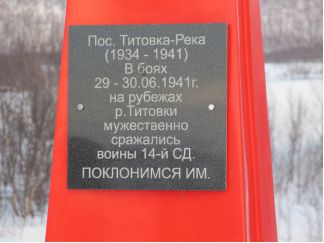 Пос. Титовка-Река
(1934 - 1941)
В боях
29 - 30.06.1941г.
на рубежах
р.Титовки
мужественно
сражались
воины 14-й СД.
ПОКЛОНИМСЯ ИМ.